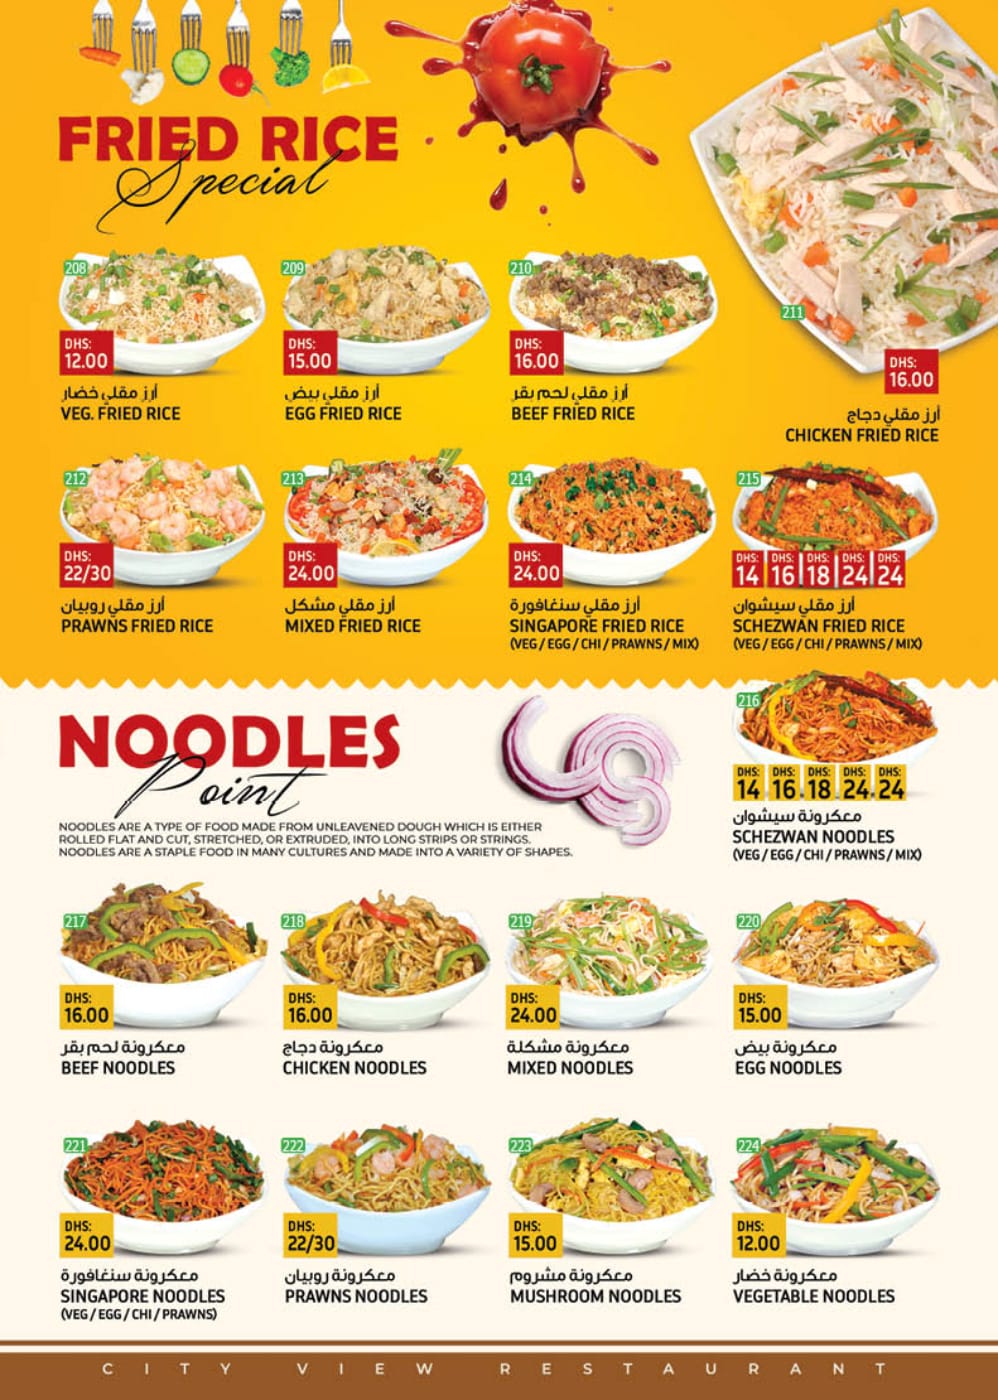 FRIED RICE
Special
208
DHS:
12.00
أرز مقلي خضار
VEG. FRIED RICE
209
DHS:
15.00
أرز مقلي بيض
EGG FRIED RICE
210
DHS:
16.00
أرز مقلي لحم بقر
BEEF FRIED RICE
211
DHS:
16.00
أرز مقلي دجاج
CHICKEN FRIED RICE
212
DHS:
22/30
أرز مقلي روبيان
PRAWNS FRIED RICE
213
DHS:
24.00
أرز مقلي مشكل
MIXED FRIED RICE
214
DHS:
24.00
أرز مقلي سنغافورة
SINGAPORE FRIED RICE
(VEG / EGG / CHI / PRAWNS / MIX)
215
DHS: DHS: DHS: DHS: DHS:
14 16 18 24 24
أرز مقلي سيشوان
SCHEZWAN FRIED RICE
(VEG / EGG / CHI / PRAWNS / MIX)
NOODLES
Point
NOODLES ARE A TYPE OF FOOD MADE FROM UNLEAVENED DOUGH WHICH IS EITHER
ROLLED FLAT AND CUT, STRETCHED, OR EXTRUDED, INTO LONG STRIPS OR STRINGS.
NOODLES ARE A STAPLE FOOD IN MANY CULTURES AND MADE INTO A VARIETY OF SHAPES.
216
DHS: DHS: DHS: DHS: DHS:
14 16 18 24 24
معكرونة سيشوان
SCHEZWAN NOODLES
(VEG / EGG / CHI / PRAWNS / MIX)
217
DHS:
16.00
معكرونة لحم بقر
BEEF NOODLES
218
DHS:
16.00
معكرونة دجاج
CHICKEN NOODLES
219
DHS:
24.00
معكرونة مشكلة
MIXED NOODLES
220
DHS:
15.00
معكرونة بيض
EGG NOODLES
221
DHS:
24.00
معكرونة سنغافورة
SINGAPORE NOODLES
(VEG / EGG / CHI / PRAWNS)
222
DHS:
22/30
معكرونة روبيان
PRAWNS NOODLES
223
DHS:
15.00
معكرونة مشروم
MUSHROOM NOODLES
224
DHS:
12.00
معكرونة خضار
VEGETABLE NOODLES
CITY VIEW RESTAURANT